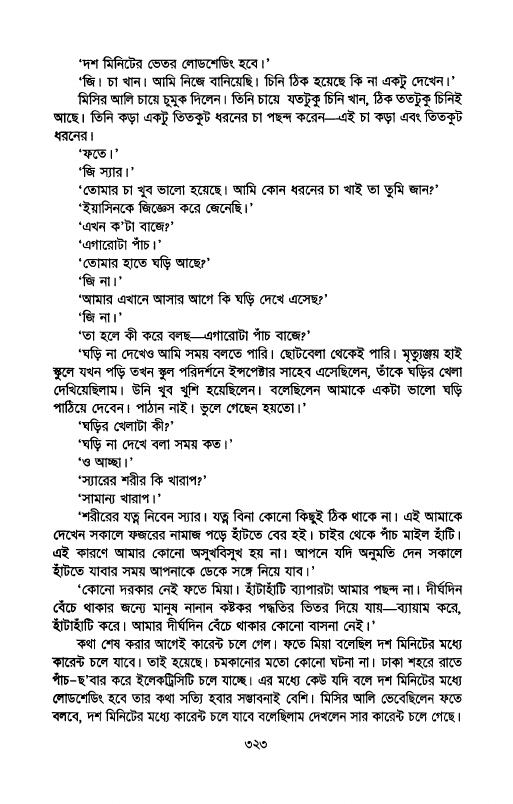 ‘দশ মিনিটের ভেতর লোডশেডিং হবে।’
‘জি। চা খান। আমি নিজে বানিয়েছি। চিনি ঠিক হয়েছে কি না একটু দেখেন।’
মিসির আলি চায়ে চুমুক দিলেন। তিনি চায়ে যতটুকু চিনি খান, ঠিক ততটুকু চিনিই
আছে। তিনি কড়া একটু তিতকুট ধরনের চা পছন্দ করেন—এই চা কড়া এবং তিতকুট
ধরনের।
‘ফতে।’
‘জি স্যার।’
‘তোমার চা খুব ভালো হয়েছে। আমি কোন ধরনের চা খাই তা তুমি জান?’
‘ইয়াসিনকে জিজ্ঞেস করে জেনেছি।’
‘এখন ক’টা বাজে?’
‘এগারোটা পাঁচ।’
‘তোমার হাতে ঘড়ি আছে?’
‘জি না।’
‘আমার এখানে আসার আগে কি ঘড়ি দেখে এসেছ?’
‘জি না।’
‘তা হলে কী করে বলছ—এগারোটা পাঁচ বাজে?’
‘ঘড়ি না দেখেও আমি সময় বলতে পারি। ছোটবেলা থেকেই পারি। মৃত্যুঞ্জয় হাই
স্কুলে যখন পড়ি তখন স্কুল পরিদর্শনে ইন্সপেক্টার সাহেব এসেছিলেন, তাঁকে ঘড়ির খেলা
দেখিয়েছিলাম। উনি খুব খুশি হয়েছিলেন। বলেছিলেন আমাকে একটা ভালো ঘড়ি
পাঠিয়ে দেবেন। পাঠান নাই। ভুলে গেছেন হয়তো।’
‘ঘড়ির খেলাটা কী?’
‘ঘড়ি না দেখে বলা সময় কত।’
‘ও আচ্ছা।’
‘স্যারের শরীর কি খারাপ?’
‘সামান্য খারাপ।’
‘শরীরের যত্ন নিবেন স্যার। যত্ন বিনা কোনো কিছুই ঠিক থাকে না। এই আমাকে
দেখেন সকালে ফজরের নামাজ পড়ে হাঁটতে বের হই। চাইর থেকে পাঁচ মাইল হাঁটি।
এই কারণে আমার কোনো অসুখবিসুখ হয় না। আপনে যদি অনুমতি দেন সকালে
হাঁটতে যাবার সময় আপনাকে ডেকে সঙ্গে নিয়ে যাব।’
‘কোনো দরকার নেই ফতে মিয়া। হাঁটাহাঁটি ব্যাপারটা আমার পছন্দ না। দীর্ঘদিন
বেঁচে থাকার জন্যে মানুষ নানান কষ্টকর পদ্ধতির ভিতর দিয়ে যায়—ব্যায়াম করে,
হাঁটাহাঁটি করে। আমার দীর্ঘদিন বেঁচে থাকার কোনো বাসনা নেই।’
কথা শেষ করার আগেই কারেন্ট চলে গেল। ফতে মিয়া বলেছিল দশ মিনিটের মধ্যে
কারেন্ট চলে যাবে। তাই হয়েছে। চমকানোর মতো কোনো ঘটনা না। ঢাকা শহরে রাতে
পাঁচ-ছ’বার করে ইলেকট্রিসিটি চলে যাচ্ছে। এর মধ্যে কেউ যদি বলে দশ মিনিটের মধ্যে
লোডশেডিং হবে তার কথা সত্যি হবার সম্ভাবনাই বেশি। মিসির আলি ভেবেছিলেন ফতে
বলবে, দশ মিনিটের মধ্যে কারেন্ট চলে যাবে বলেছিলাম দেখলেন সার কারেন্ট চলে গেছে।
৩২৩